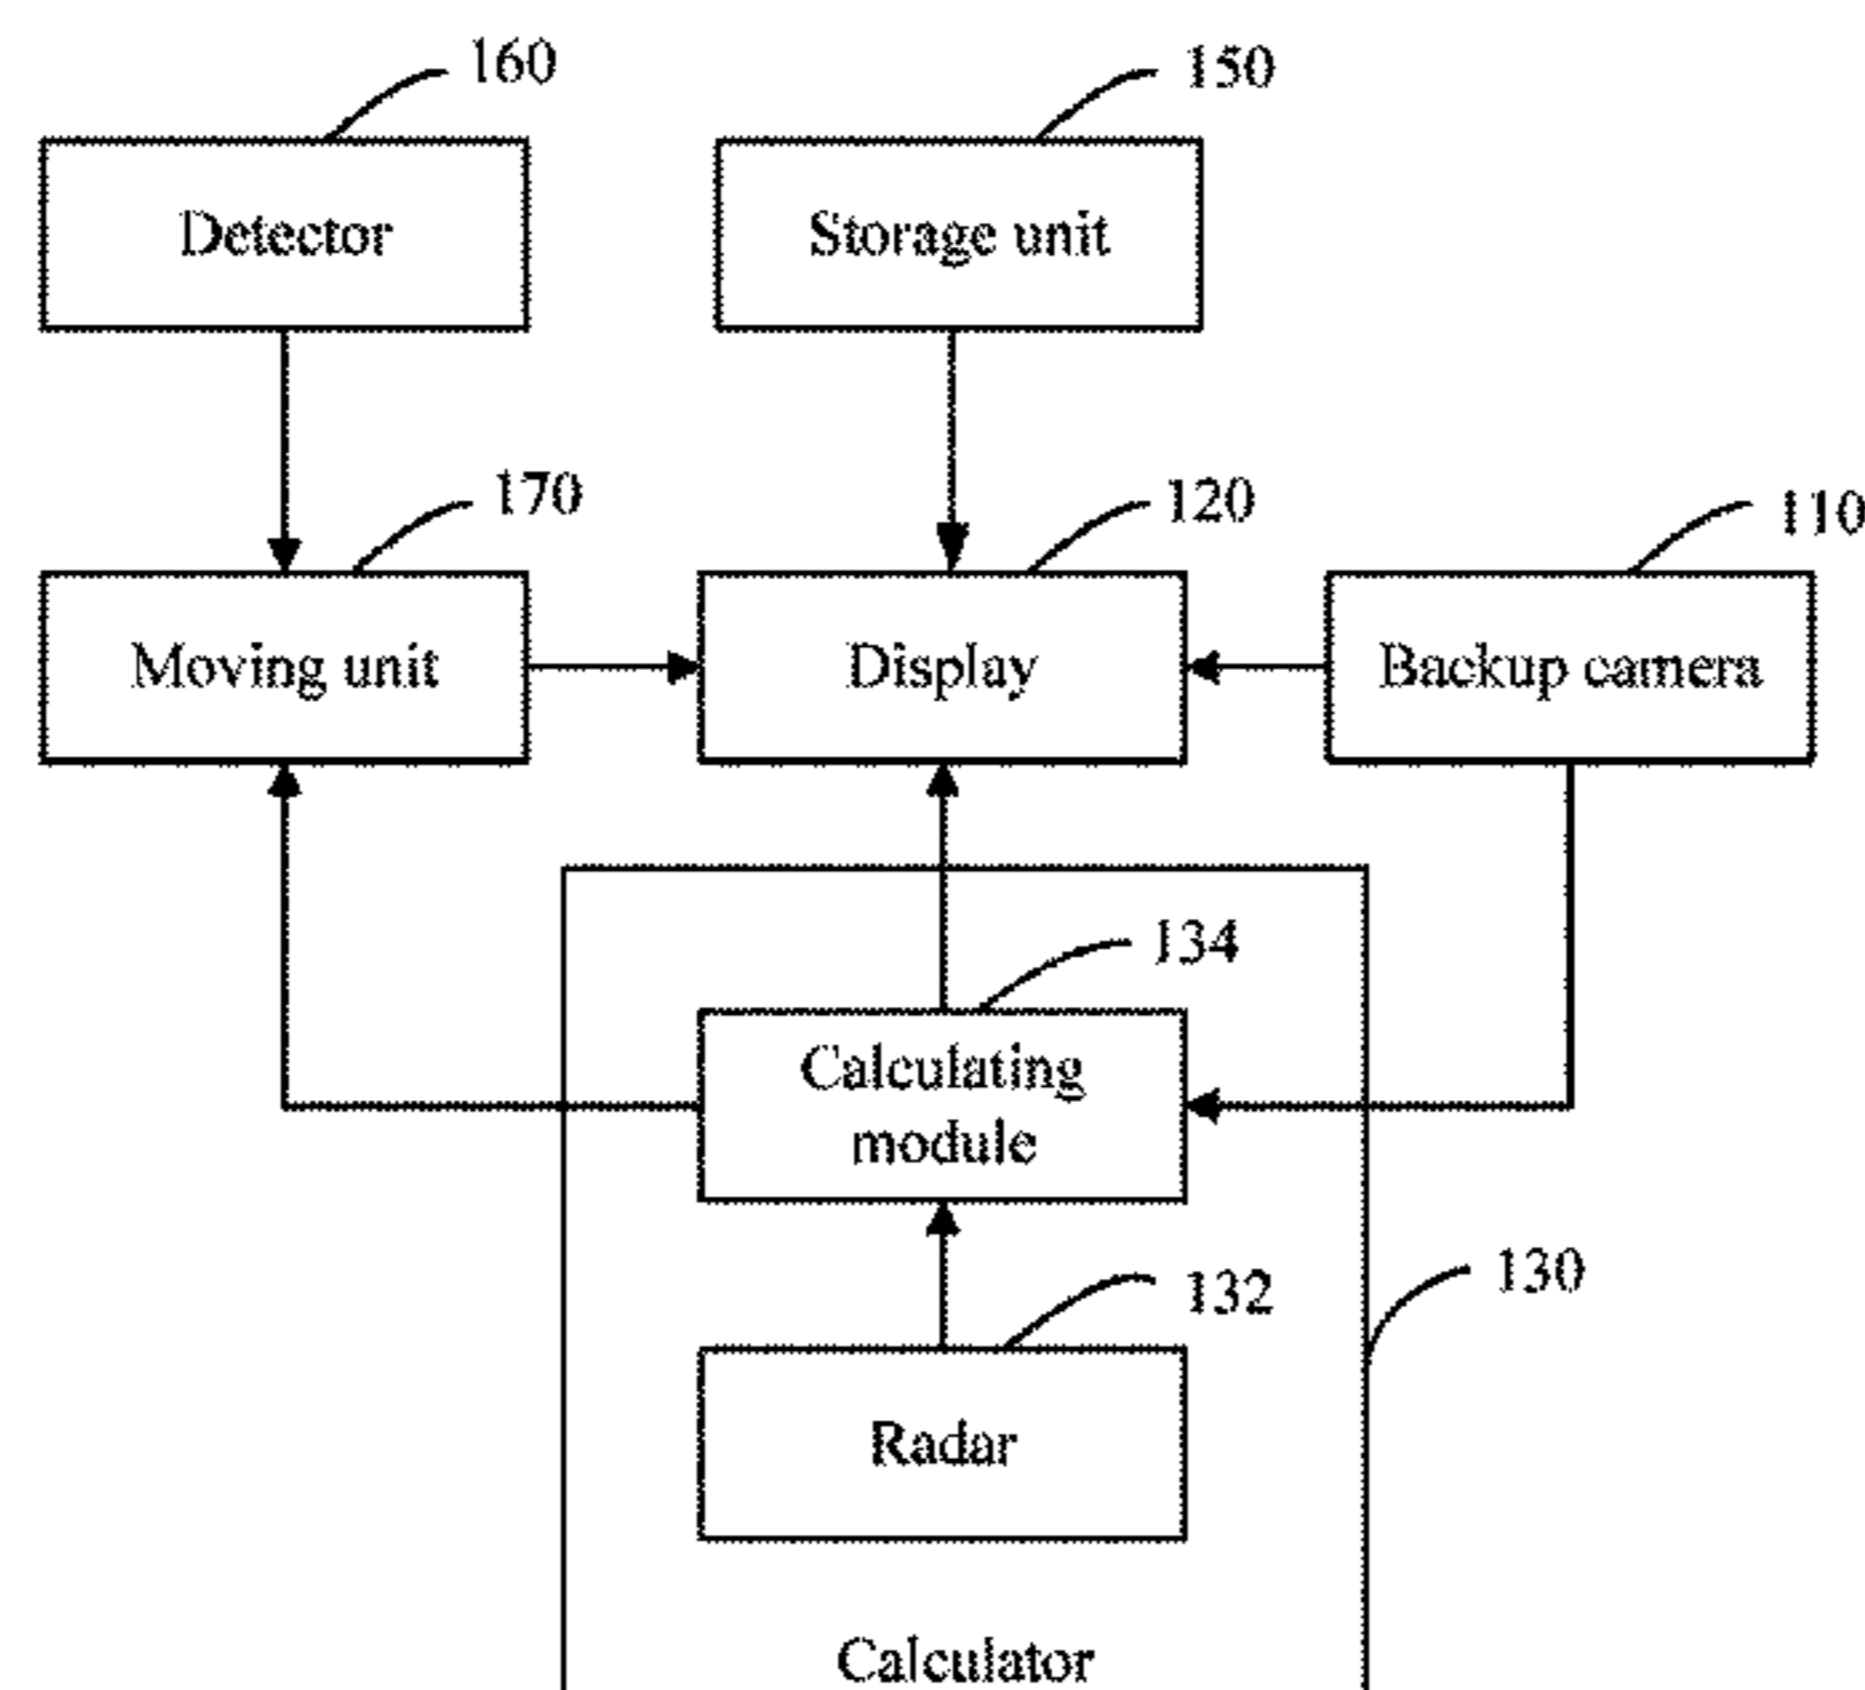 160
150
Detector
Storage unit
170
120
110
Moving unit
Display
Backup camera
134
Calculating
module
132
130
Radar
Calculator